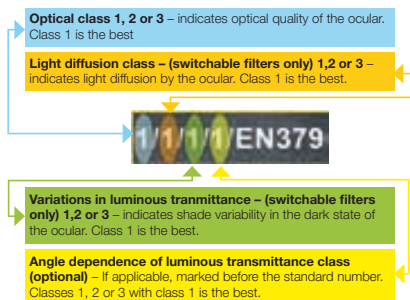 Optical class 1, 2 or 3 – indicates optical quality of the ocular.
Class 1 is the best
Light diffusion class – (switchable filters only) 1,2 or 3 –
indicates light diffusion by the ocular. Class 1 is the best.
1/1/1/1/EN379
Variations in luminous tranmittance – (switchable filters
only) 1,2 or 3 – indicates shade variability in the dark state of
the ocular. Class 1 is the best.
Angle dependence of luminous transmittance class
(optional) – If applicable, marked before the standard number.
Classes 1, 2 or 3 with class 1 is the best.